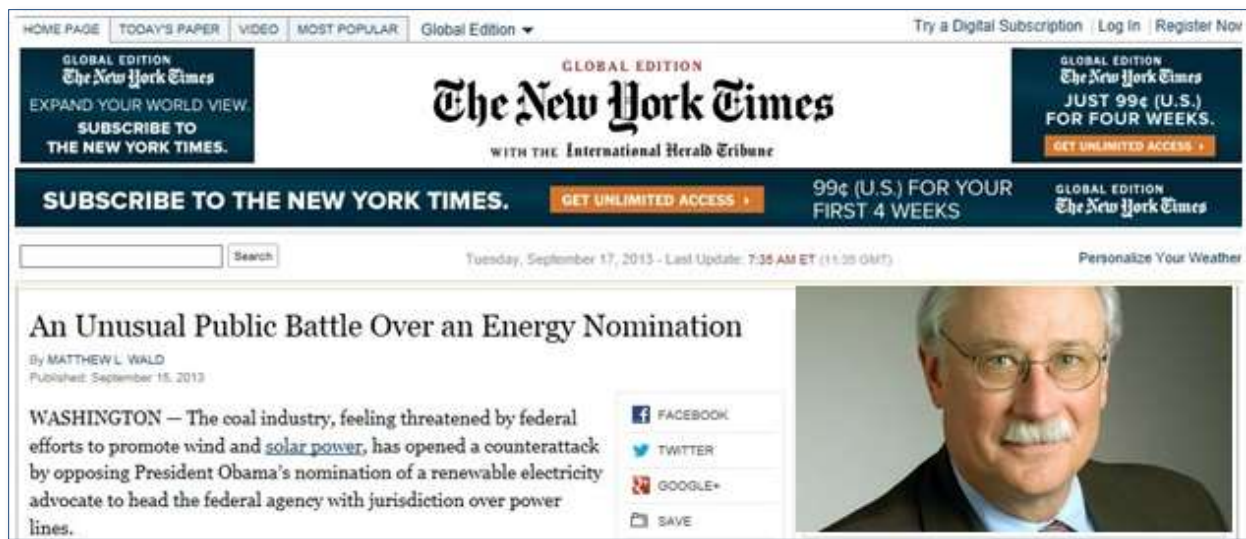 HOME PAGE TODAY'S PAPER VIDEO MOST POPULAR Global Edition Try a Digital Subscription Log In Register Now
GLOBAL EDITION
The New York Times
EXPAND YOUR WORLD VIEW.
SUBSCRIBE TO
THE NEW YORK TIMES.
GLOBAL EDITION
The New York Times
WITH THE International Herald Tribune
GLOBAL EDITION
The New York Times
JUST 99¢ (U.S.)
FOR FOUR WEEKS.
GET UNLIMITED ACCESS
SUBSCRIBE TO THE NEW YORK TIMES.
GET UNLIMITED ACCESS
99¢ (U.S.) FOR YOUR
FIRST 4 WEEKS
GLOBAL EDITION
The New York Times
Search
Tuesday, September 17, 2013 - Last Update: 7:35 AM ET (11:35 GMT)
Personalize Your Weather
An Unusual Public Battle Over an Energy Nomination
By MATTHEW L. WALD
Published: September 15, 2013
WASHINGTON — The coal industry, feeling threatened by federal
efforts to promote wind and solar power, has opened a counterattack
by opposing President Obama's nomination of a renewable electricity
advocate to head the federal agency with jurisdiction over power
lines.
FACEBOOK
TWITTER
GOOGLE+
SAVE